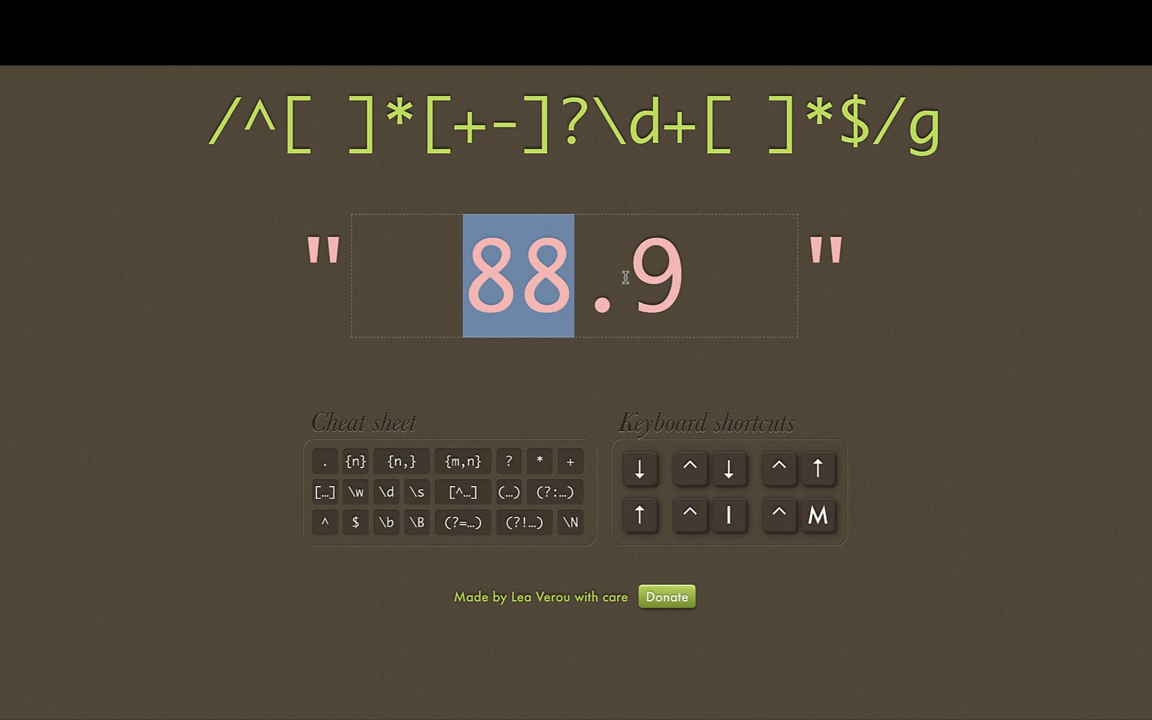 /^[ ]*[+-]?\d+[ ]*$/g
"  88.9  "
Cheat sheet
. {n} {n,} {m,n} ? * +
[…] \w \d \s [^…] (…) (?:…)
^ $ \b \B (?=…) (?!…) \N
Keyboard shortcuts
↓ ^ ↓ ^ ↑
↑ ^ I ^ M
Made by Lea Verou with care Donate